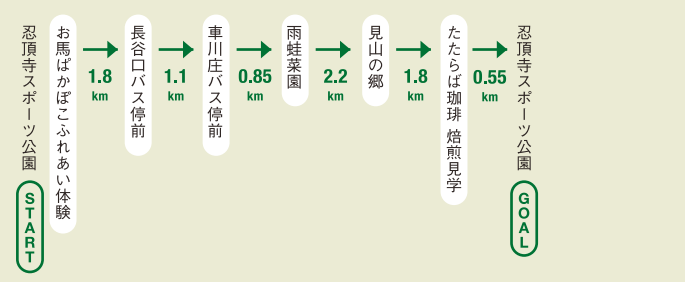 忍頂寺スポーツ公園
START
お馬ぱかぽこふれあい体験
1.8
km
長谷口バス停前
1.1
km
車川庄バス停前
0.85
km
雨蛙菜園
2.2
km
見山の郷
1.8
km
たたらば珈琲 焙煎見学
0.55
km
忍頂寺スポーツ公園
GOAL